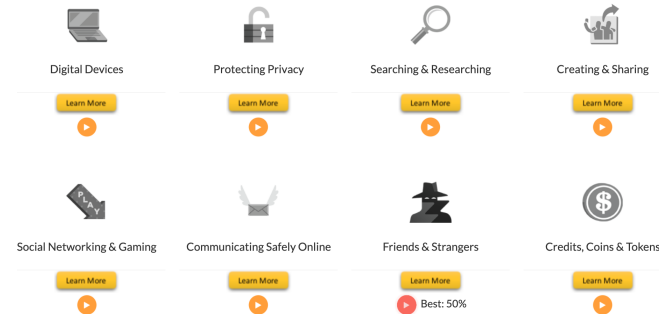 Digital Devices
Protecting Privacy
Searching & Researching
Creating & Sharing
Learn More
Learn More
Learn More
Learn More
PLAY
Social Networking & Gaming
Communicating Safely Online
Friends & Strangers
Credits, Coins & Tokens
Learn More
Learn More
Learn More
Learn More
Best: 50%